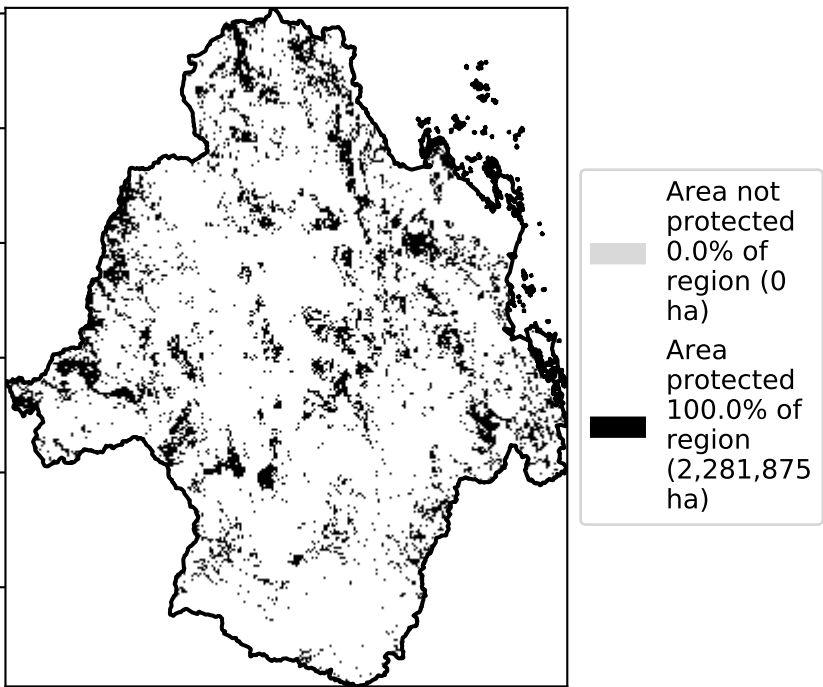 Area not
protected
0.0% of
region (0
ha)
Area
protected
100.0% of
region
(2,281,875
ha)